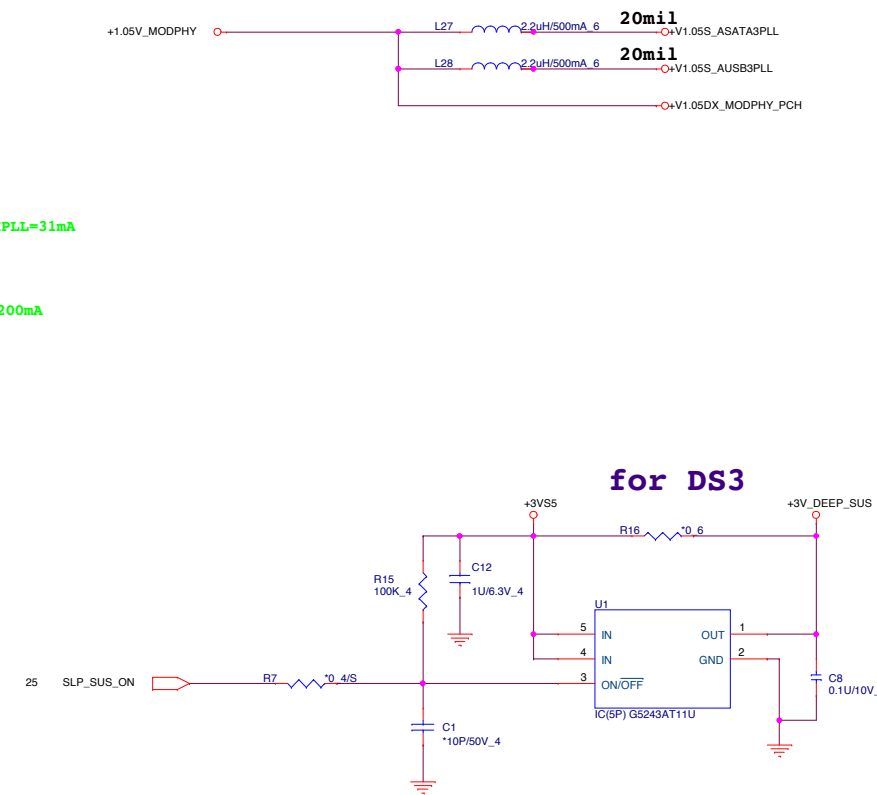 20mil
+1.05V_MODPHY L27 2.2uH/500mA_6 +V1.05S_ASATA3PLL
20mil
L28 2.2uH/500mA_6 +V1.05S_AUSB3PLL
+V1.05DX_MODPHY_PCH
PLL=31mA
200mA
for DS3
+3VS5 +3V_DEEP_SUS
R16 *0_6
C12
R15
100K_4 1U/6.3V_4
U1
5 IN OUT 1
4 IN GND 2
25 SLP_SUS_ON R7 *0_4/S 3 ON/OFF C8
0.1U/10V_
IC(5P) G5243AT11U
C1
*10P/50V_4